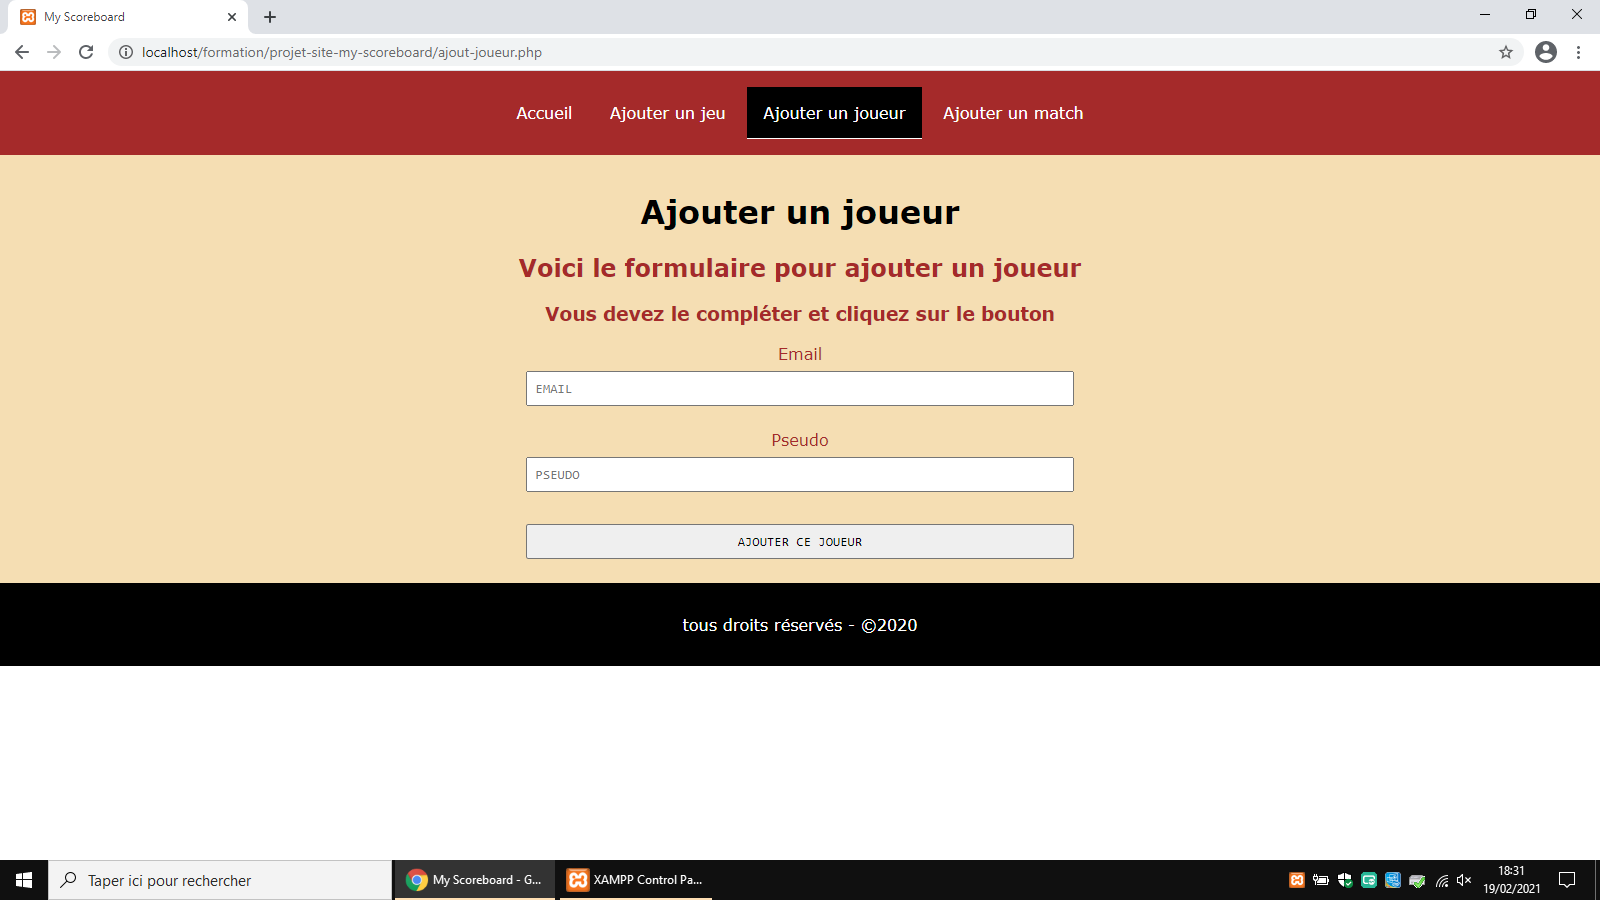 My Scoreboard
localhost/formation/projet-site-my-scoreboard/ajout-joueur.php
Accueil Ajouter un jeu Ajouter un joueur Ajouter un match
Ajouter un joueur
Voici le formulaire pour ajouter un joueur
Vous devez le compléter et cliquez sur le bouton
Email
EMAIL
Pseudo
PSEUDO
AJOUTER CE JOUEUR
tous droits réservés - ©2020
Taper ici pour rechercher
My Scoreboard - G...
XAMPP Control Pa...
18:31
19/02/2021